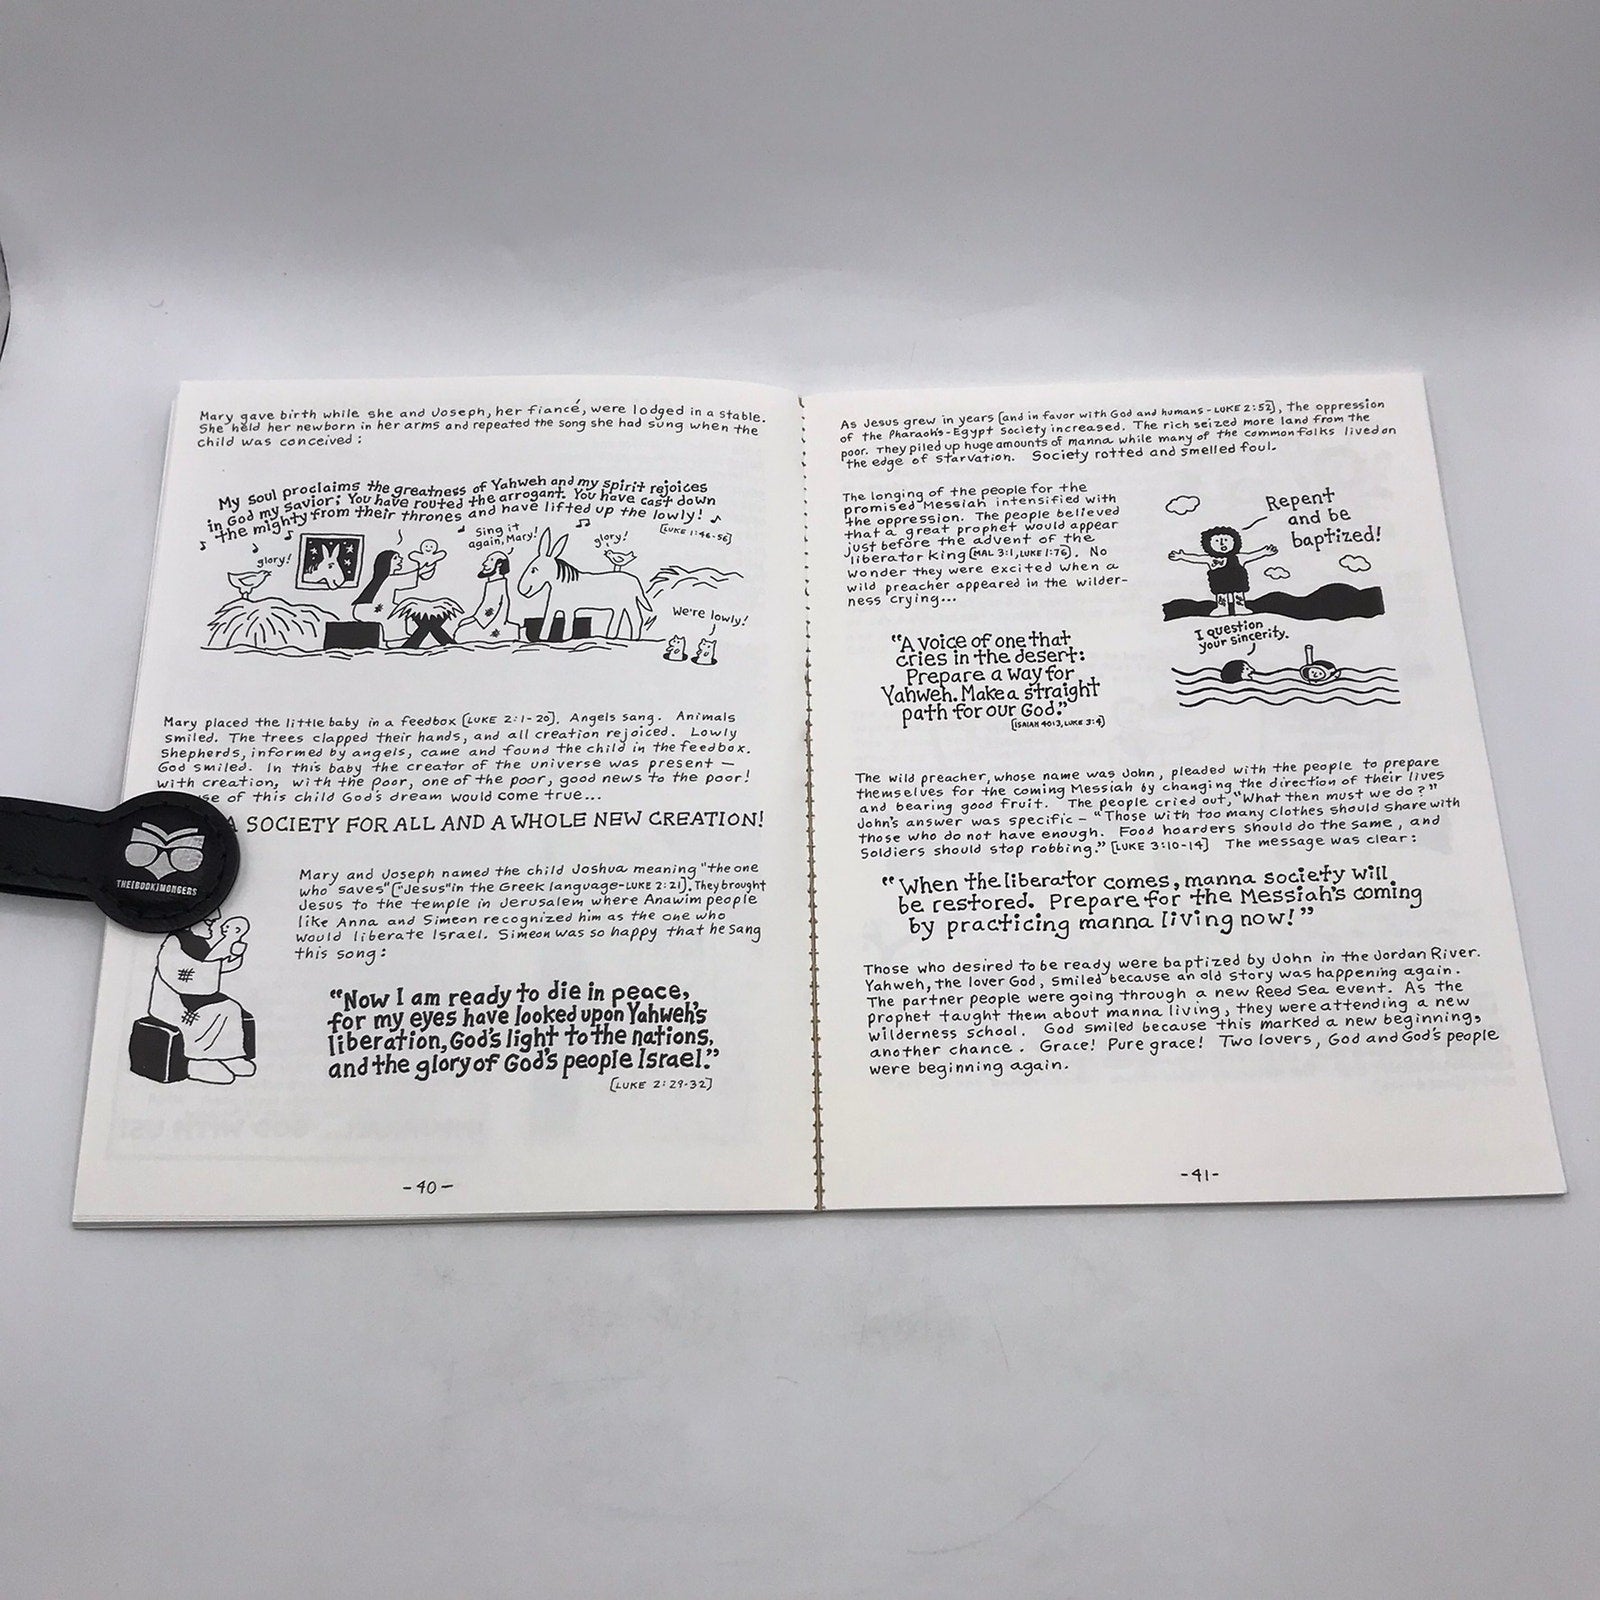 Mary gave birth while she and Joseph, her fiancé, were lodged in a stable.
She held her newborn in her arms and repeated the song she had sung when the
child was conceived:
My soul proclaims the greatness of Yahweh and my spirit rejoices
in God my savior; You have routed the arrogant. You have cast down
the mighty from their thrones and have lifted up the lowly!
[LUKE 1:46-56]
glory!
Sing it
again, Mary!
glory!
We're lowly!
Mary placed the little baby in a feedbox [LUKE 2:1-20]. Angels sang. Animals
smiled. The trees clapped their hands, and all creation rejoiced. Lowly
Shepherds, informed by angels, came and found the child in the feedbox.
God smiled. In this baby the creator of the universe was present —
with creation, with the poor, one of the poor, good news to the poor!
use of this child God's dream would come true...
A SOCIETY FOR ALL AND A WHOLE NEW CREATION!
THE[BOOK]MONGERS
Mary and Joseph named the child Joshua meaning "the one
who saves" ["Jesus" in the Greek language-LUKE 2:21]. They brought
Jesus to the temple in Jerusalem where Anawim people
like Anna and Simeon recognized him as the one who
would liberate Israel. Simeon was so happy that he sang
this song:
"Now I am ready to die in peace,
for my eyes have looked upon Yahweh's
liberation, God's light to the nations,
and the glory of God's people Israel."
[LUKE 2:29-32]
-40-
As Jesus grew in years [and in favor with God and humans-LUKE 2:52], the oppression
of the Pharaoh's-Egypt Society increased. The rich seized more land from the
poor. They piled up huge amounts of manna while many of the common folks lived on
the edge of starvation. Society rotted and smelled foul.
The longing of the people for the
promised Messiah intensified with
the oppression. The people believed
that a great prophet would appear
just before the advent of the
liberator king [MAL 3:1, LUKE 1:76]. No
wonder they were excited when a
wild preacher appeared in the wilder-
ness crying...
Repent
and be
baptized!
I question
your sincerity.
"A voice of one that
cries in the desert:
Prepare a way for
Yahweh. Make a straight
path for our God."
[ISAIAH 40:3, LUKE 3:4]
The wild preacher, whose name was John, pleaded with the people to prepare
themselves for the coming Messiah by changing the direction of their lives
and bearing good fruit. The people cried out, "What then must we do?"
John's answer was specific - "Those with too many clothes should share with
those who do not have enough. Food hoarders should do the same, and
Soldiers should stop robbing." [LUKE 3:10-14] The message was clear:
"When the liberator comes, manna society will
be restored. Prepare for the Messiah's coming
by practicing manna living now!"
Those who desired to be ready were baptized by John in the Jordan River.
Yahweh, the lover God, smiled because an old story was happening again.
The partner people were going through a new Reed Sea event. As the
prophet taught them about manna living, they were attending a new
wilderness school. God smiled because this marked a new beginning,
another chance. Grace! Pure grace! Two lovers, God and God's people
were beginning again.
-41-